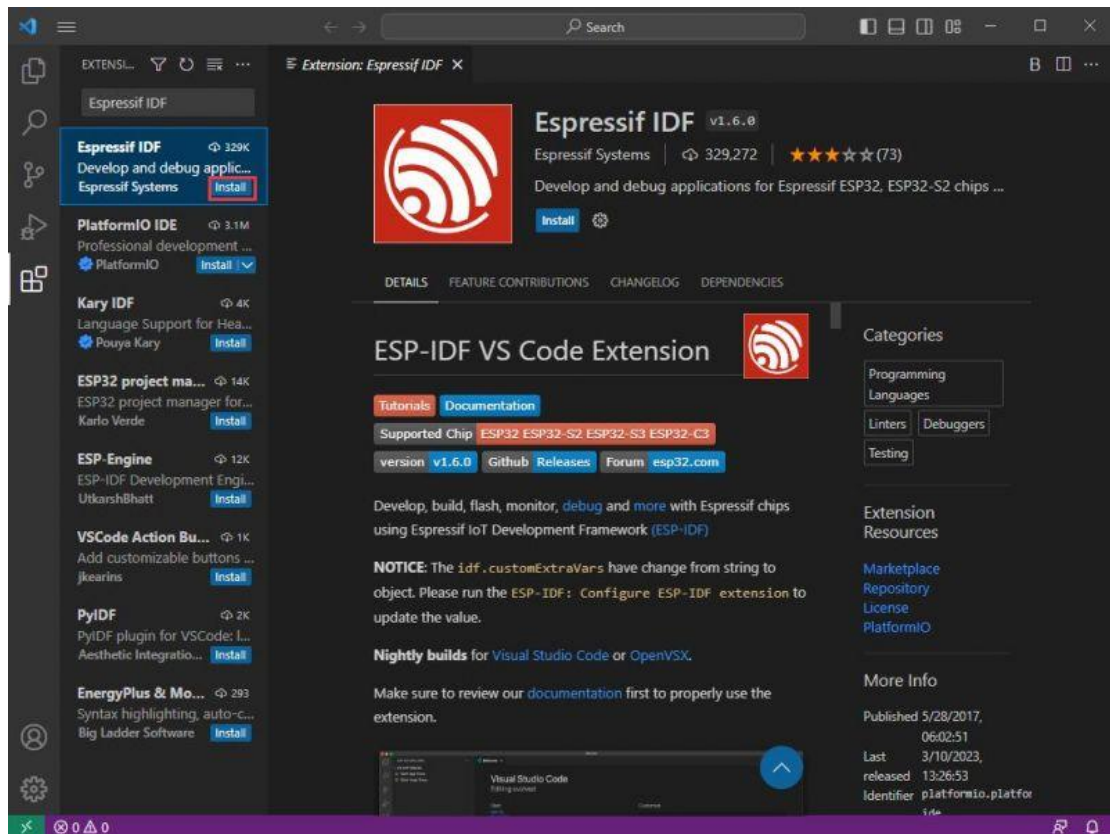 Search
EXTENSI...
Extension: Espressif IDF
Espressif IDF
Espressif IDF 329K
Develop and debug applic...
Espressif Systems Install
PlatformIO IDE 3.1M
Professional development ...
PlatformIO Install
Kary IDF 4K
Language Support for Hea...
Pouya Kary Install
ESP32 project ma... 14K
ESP32 project manager for...
Karlo Verde Install
ESP-Engine 12K
ESP-IDF Development Engi...
UtkarshBhatt Install
VSCode Action Bu... 1K
Add customizable buttons ...
jkearins Install
PyIDF 2K
PyIDF plugin for VSCode: I...
Aesthetic Integratio... Install
EnergyPlus & Mo... 293
Syntax highlighting, auto-c...
Big Ladder Software Install
Espressif IDF v1.6.0
Espressif Systems 329,272 (73)
Develop and debug applications for Espressif ESP32, ESP32-S2 chips ...
Install
DETAILS FEATURE CONTRIBUTIONS CHANGELOG DEPENDENCIES
ESP-IDF VS Code Extension
Tutorials Documentation
Supported Chip ESP32 ESP32-S2 ESP32-S3 ESP32-C3
version v1.6.0 Github Releases Forum esp32.com
Develop, build, flash, monitor, debug and more with Espressif chips
using Espressif IoT Development Framework (ESP-IDF)
NOTICE: The idf.customExtraVars have change from string to
object. Please run the ESP-IDF: Configure ESP-IDF extension to
update the value.
Nightly builds for Visual Studio Code or OpenVSX.
Make sure to review our documentation first to properly use the
extension.
Visual Studio Code
Editing evolved
Categories
Programming
Languages
Linters Debuggers
Testing
Extension
Resources
Marketplace
Repository
License
PlatformIO
More Info
Published 5/28/2017,
06:02:51
Last 3/10/2023,
released 13:26:53
Identifier platformio.platfor
ide
0 0